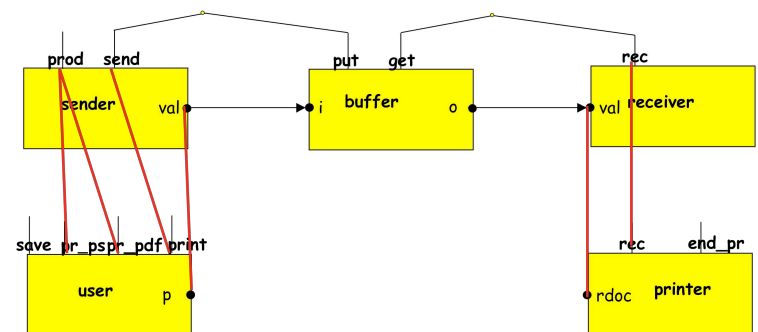 prod send put get rec
sender val i buffer o val receiver
save pr_ps pr_pdf print rec end_pr
user p rdoc printer